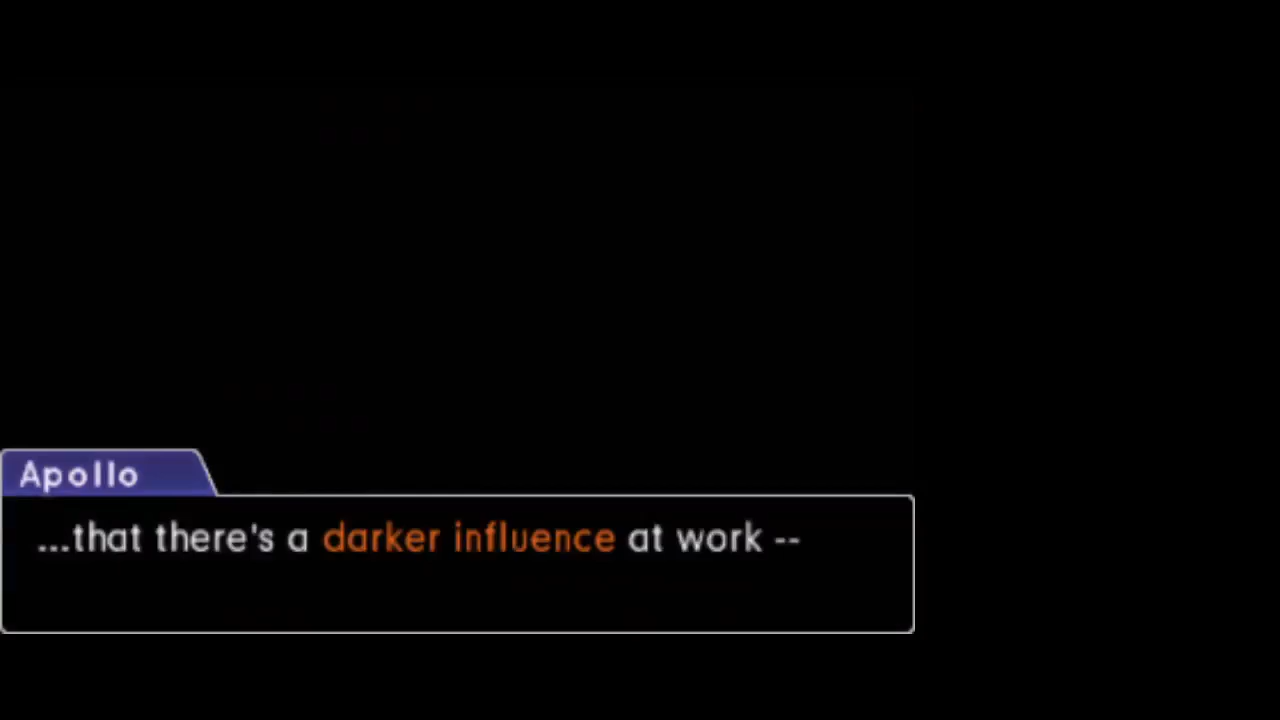 Apollo
...that there's a darker influence at work --